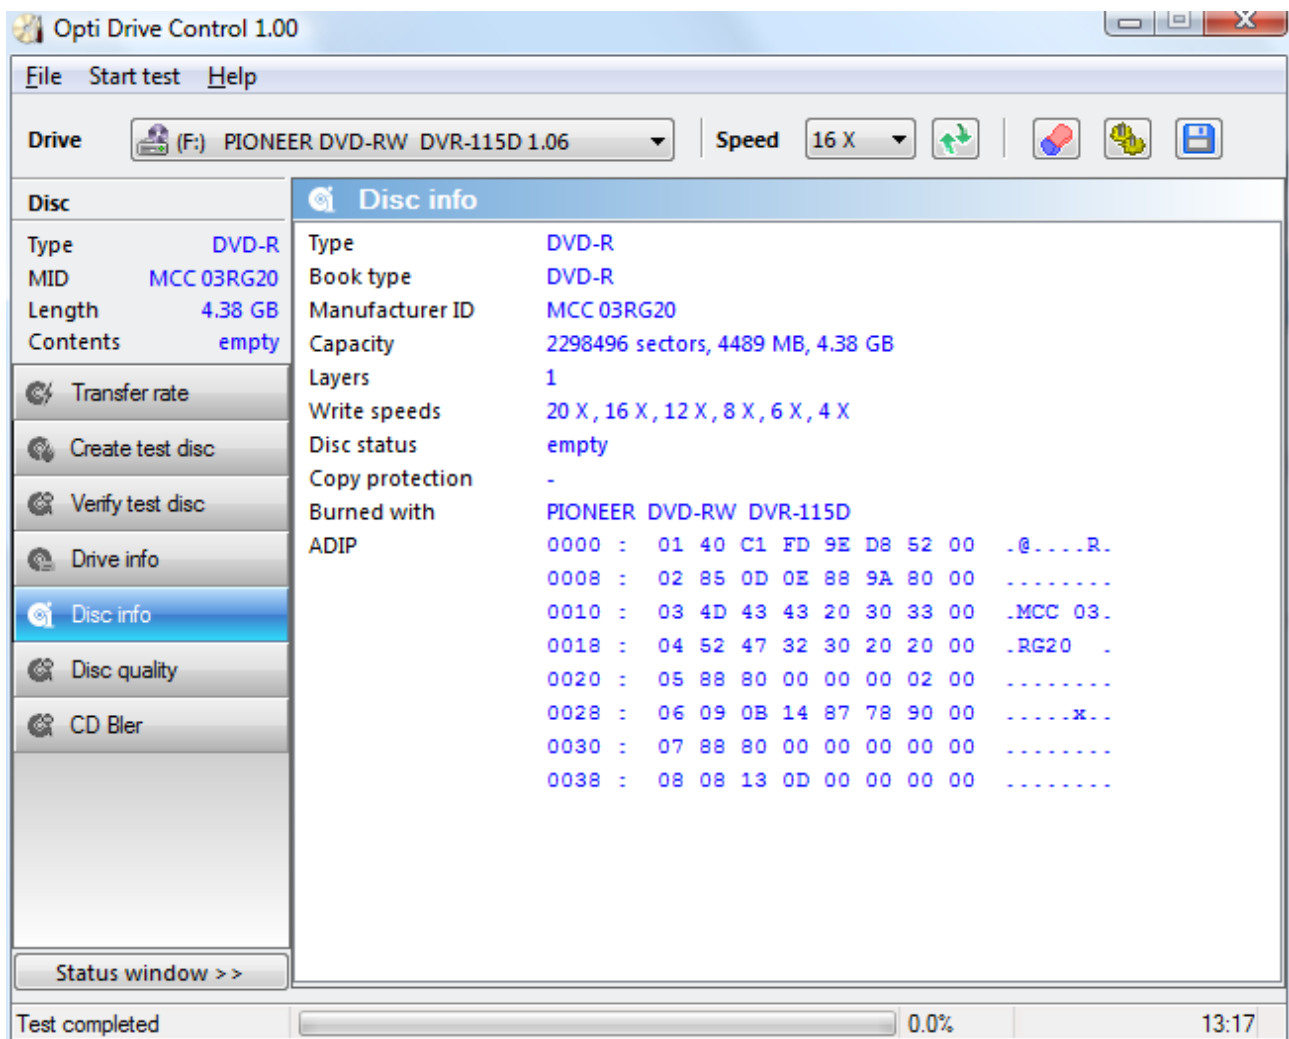 Opti Drive Control 1.00
File Start test Help
Drive (F:) PIONEER DVD-RW DVR-115D 1.06 Speed 16 X
Disc
Type DVD-R
MID MCC 03RG20
Length 4.38 GB
Contents empty
Transfer rate
Create test disc
Verify test disc
Drive info
Disc info
Disc quality
CD Bler
Status window >>
Disc info
Type DVD-R
Book type DVD-R
Manufacturer ID MCC 03RG20
Capacity 2298496 sectors, 4489 MB, 4.38 GB
Layers 1
Write speeds 20 X , 16 X , 12 X , 8 X , 6 X , 4 X
Disc status empty
Copy protection -
Burned with PIONEER DVD-RW DVR-115D
ADIP 0000 : 01 40 C1 FD 9E D8 52 00 .@....R.
0008 : 02 85 0D 0E 88 9A 80 00 ........
0010 : 03 4D 43 43 20 30 33 00 .MCC 03.
0018 : 04 52 47 32 30 20 20 00 .RG20  .
0020 : 05 88 80 00 00 00 02 00 ........
0028 : 06 09 0B 14 87 78 90 00 .....x..
0030 : 07 88 80 00 00 00 00 00 ........
0038 : 08 08 13 0D 00 00 00 00 ........
Test completed 0.0% 13:17